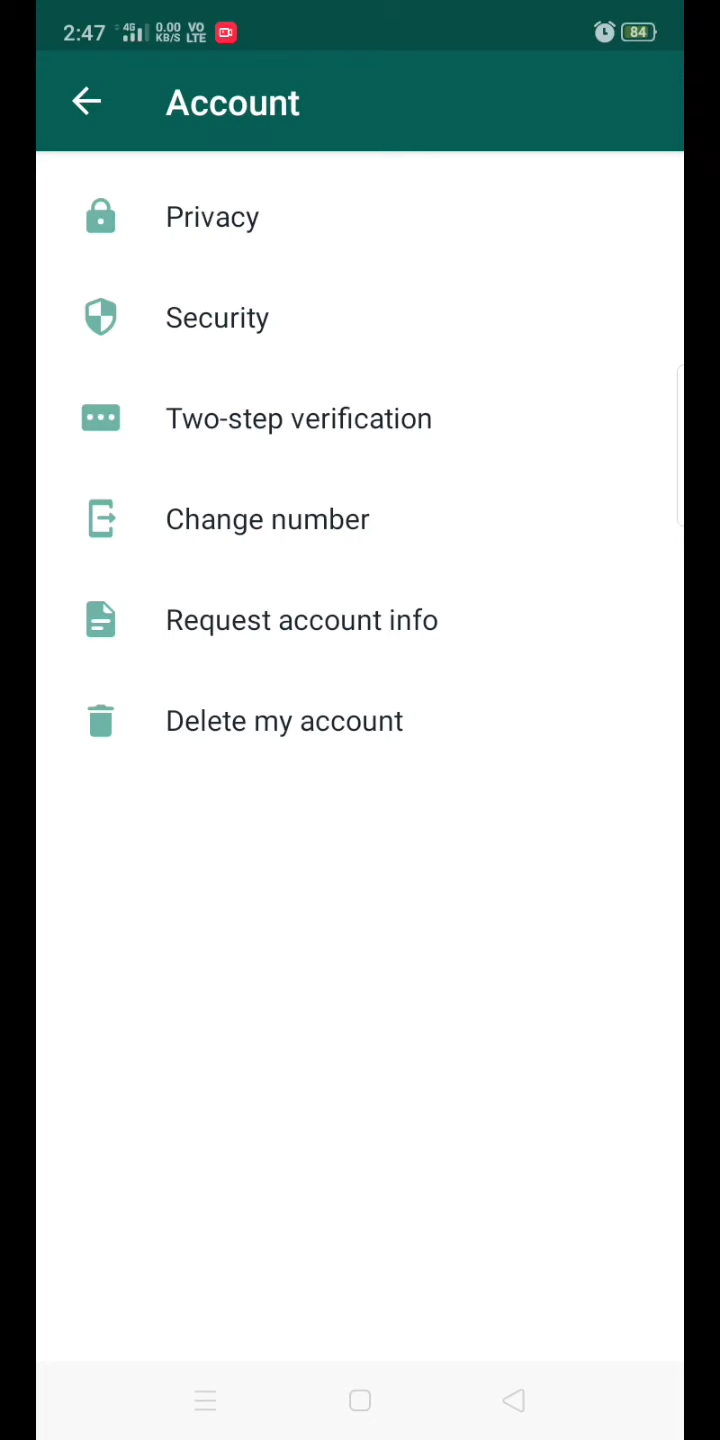 2:47 4G 0.00 KB/S VO LTE 84
Account
Privacy
Security
Two-step verification
Change number
Request account info
Delete my account